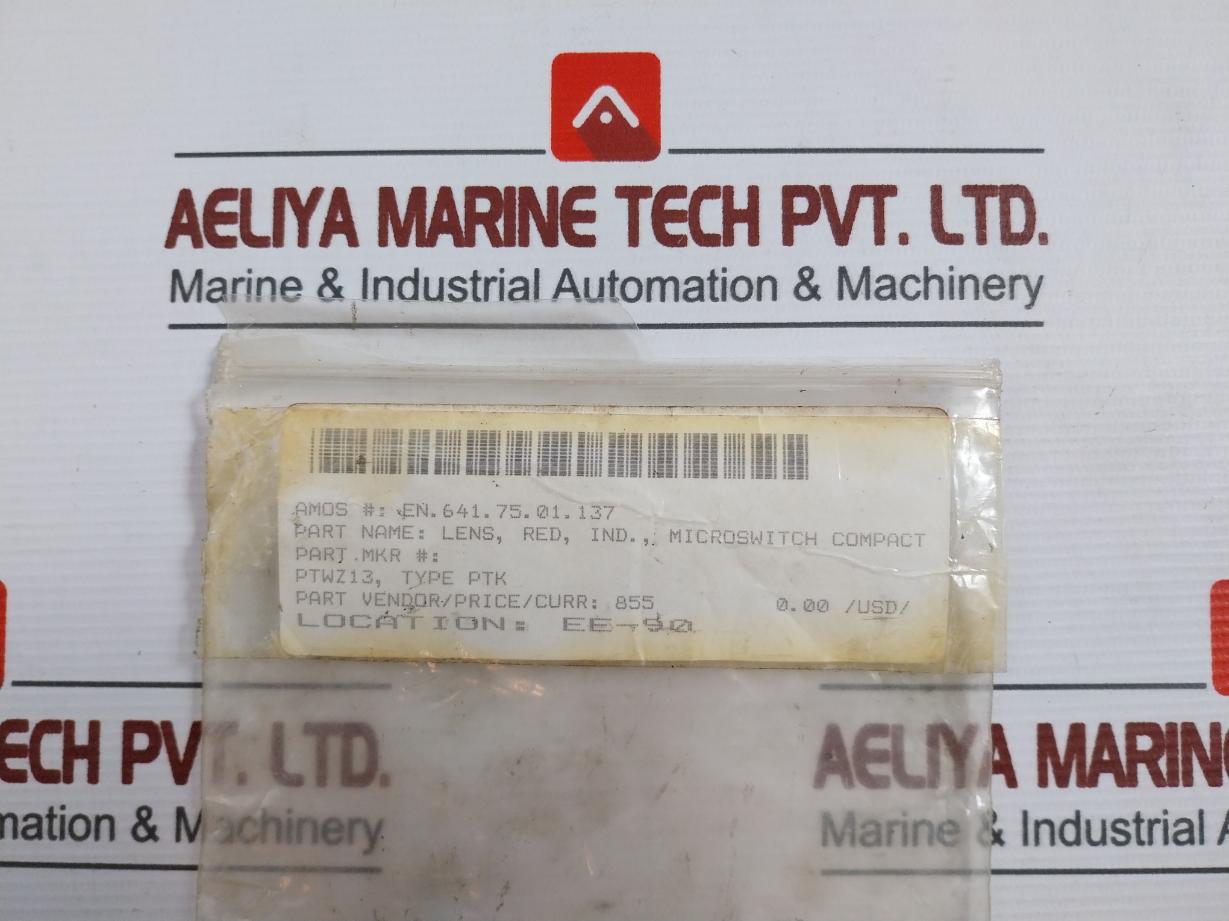 AELIYA MARINE TECH PVT. LTD.
Marine & Industrial Automation & Machinery
AMOS #: EN.641.75.01.137
PART NAME: LENS, RED, IND., MICROSWITCH COMPACT
PART MKR #:
PTWZ13, TYPE PTK
PART VENDOR/PRICE/CURR: 855 0.00 /USD/
LOCATION: EE-90
ECH PVT. LTD.
mation & Machinery
AELIYA MARINE
Marine & Industrial A